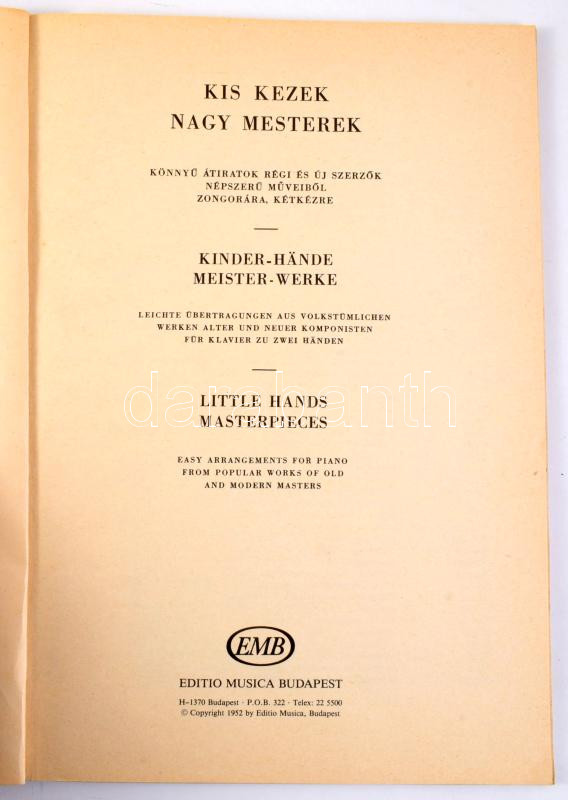 KIS KEZEK
NAGY MESTEREK
KÖNNYŰ ÁTIRATOK RÉGI ÉS ÚJ SZERZŐK
NÉPSZERŰ MŰVEIBŐL
ZONGORÁRA, KÉTKÉZRE
KINDER-HÄNDE
MEISTER-WERKE
LEICHTE ÜBERTRAGUNGEN AUS VOLKSTÜMLICHEN
WERKEN ALTER UND NEUER KOMPONISTEN
FÜR KLAVIER ZU ZWEI HÄNDEN
darabanth
LITTLE HANDS
MASTERPIECES
EASY ARRANGEMENTS FOR PIANO
FROM POPULAR WORKS OF OLD
AND MODERN MASTERS
EMB
EDITIO MUSICA BUDAPEST
H–1370 Budapest · P.O.B. 322 · Telex: 22 5500
© Copyright 1952 by Editio Musica, Budapest